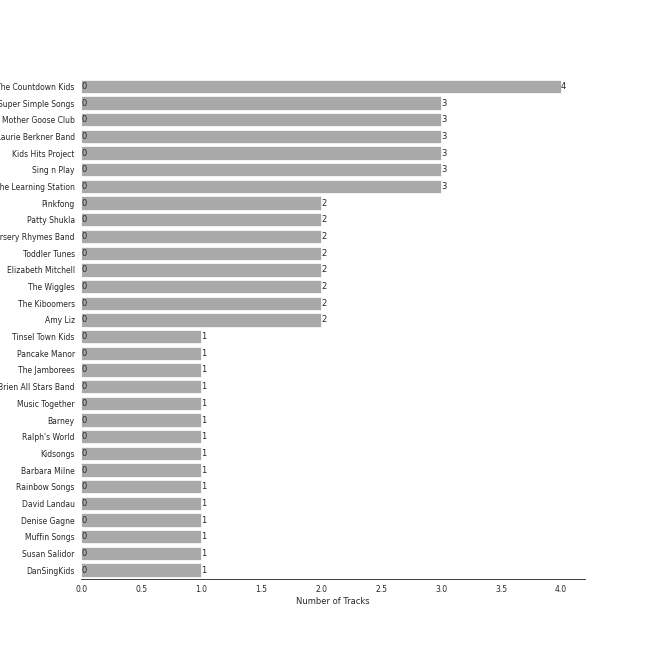 The Countdown Kids 0 4
Super Simple Songs 0 3
Mother Goose Club 0 3
Laurie Berkner Band 0 3
Kids Hits Project 0 3
Sing n Play 0 3
The Learning Station 0 3
Pinkfong 0 2
Patty Shukla 0 2
Rhymes Band 0 2
Toddler Tunes 0 2
Elizabeth Mitchell 0 2
The Wiggles 0 2
The Kiboomers 0 2
Amy Liz 0 2
Tinsel Town Kids 0 1
Pancake Manor 0 1
The Jamborees 0 1
All Stars Band 0 1
Music Together 0 1
Barney 0 1
Ralph's World 0 1
Kidsongs 0 1
Barbara Milne 0 1
Rainbow Songs 0 1
David Landau 0 1
Denise Gagne 0 1
Muffin Songs 0 1
Susan Salidor 0 1
DanSingKids 0 1
0.0 0.5 1.0 1.5 2.0 2.5 3.0 3.5 4.0
Number of Tracks